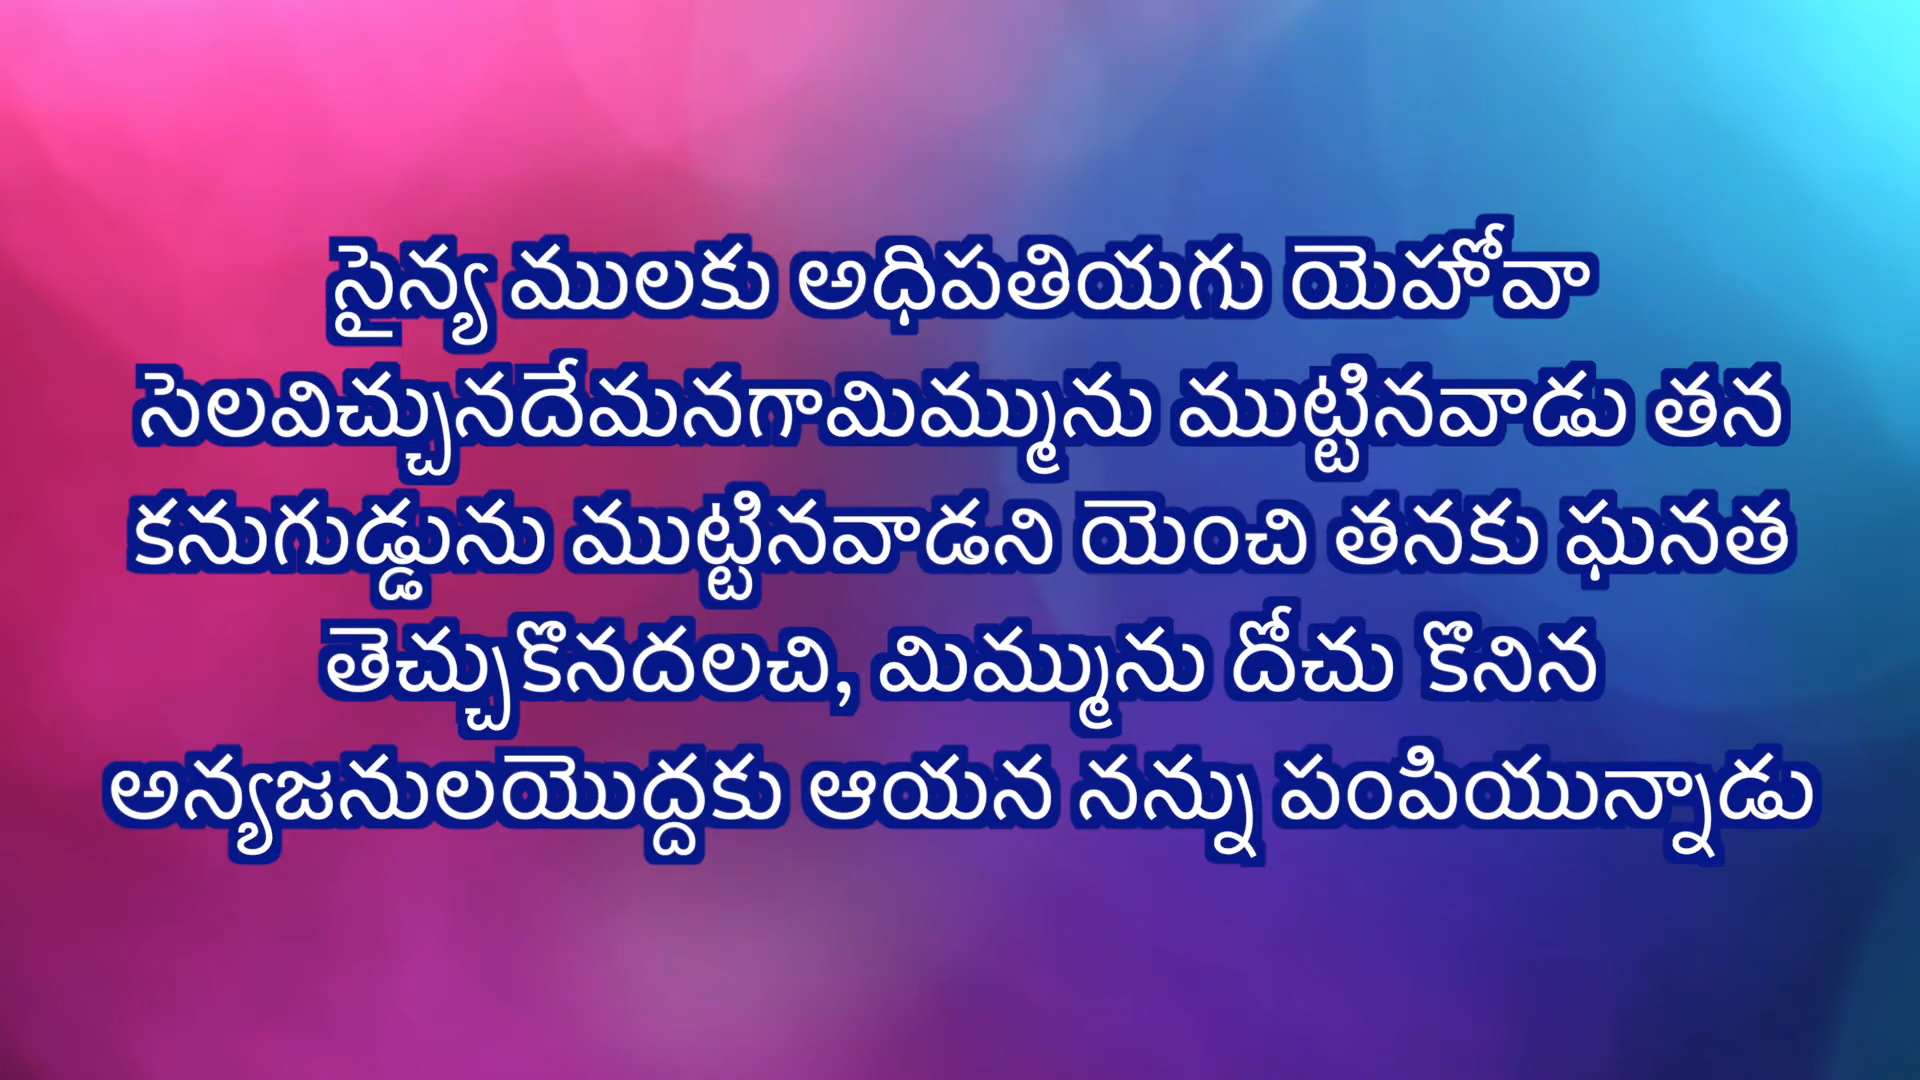 సైన్య ములకు అధిపతియగు యెహోవా
సెలవిచ్చునదేమనగామిమ్మును ముట్టినవాడు తన
కనుగుడ్డును ముట్టినవాడని యెంచి తనకు ఘనత
తెచ్చుకొనదలచి, మిమ్మును దోచు కొనిన
అన్యజనులయొద్దకు ఆయన నన్ను పంపియున్నాడు